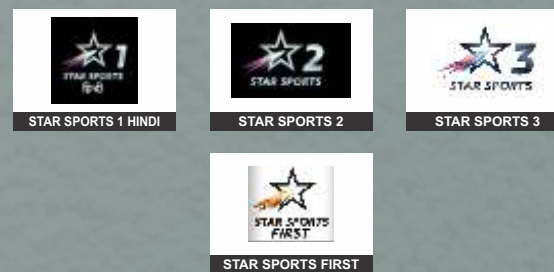 1
STAR SPORTS
हिन्दी
STAR SPORTS 1 HINDI
2
STAR SPORTS
STAR SPORTS 2
3
STAR SPORTS
STAR SPORTS 3
STAR SPORTS
FIRST
STAR SPORTS FIRST